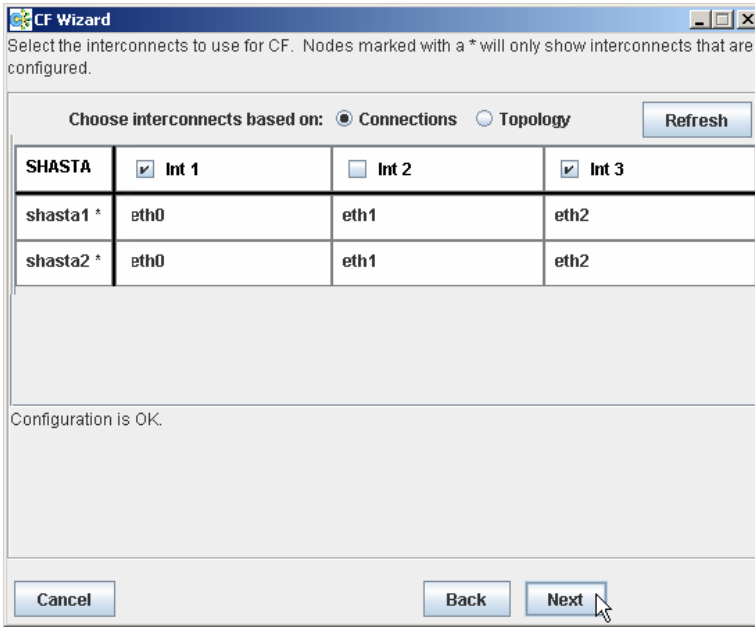 CF Wizard
Select the interconnects to use for CF. Nodes marked with a * will only show interconnects that are
configured.
Choose interconnects based on: Connections Topology Refresh
SHASTA Int 1 Int 2 Int 3
shasta1 * eth0 eth1 eth2
shasta2 * eth0 eth1 eth2
Configuration is OK.
Cancel Back Next